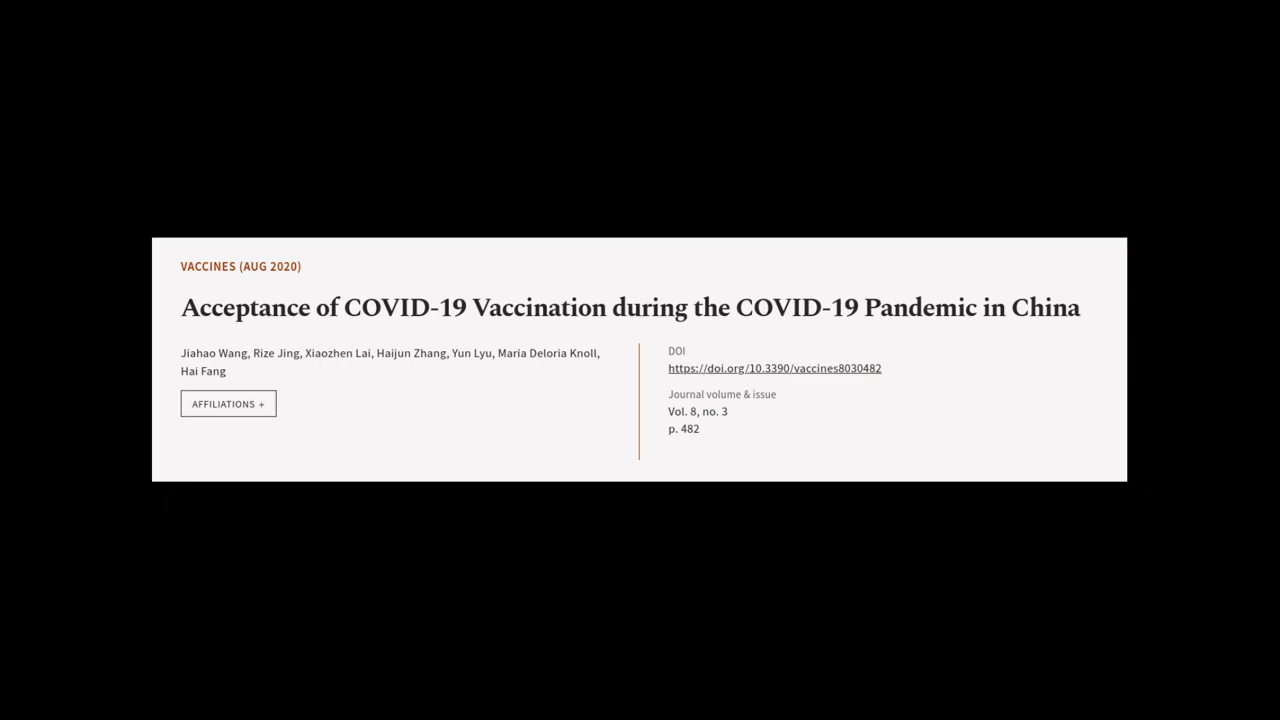 VACCINES (AUG 2020)
Acceptance of COVID-19 Vaccination during the COVID-19 Pandemic in China
Jiahao Wang, Rize Jing, Xiaozhen Lai, Haijun Zhang, Yun Lyu, Maria Deloria Knoll,
Hai Fang
AFFILIATIONS +
DOI
https://doi.org/10.3390/vaccines8030482
Journal volume & issue
Vol. 8, no. 3
p. 482